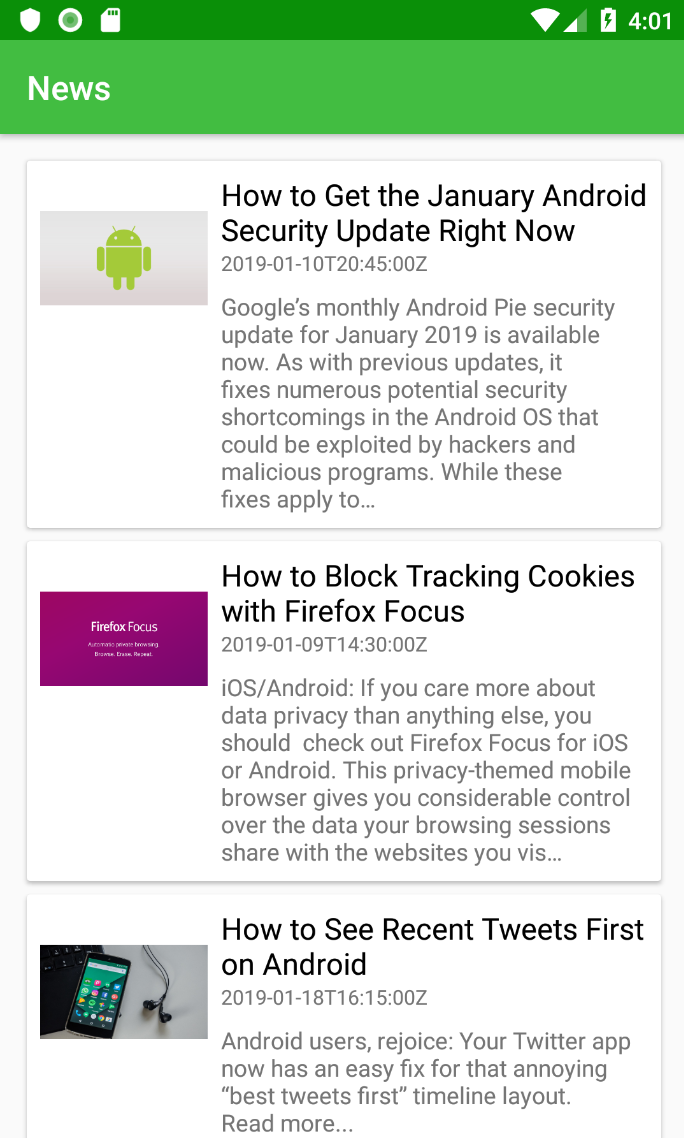 4:01
News
How to Get the January Android
Security Update Right Now
2019-01-10T20:45:00Z
Google’s monthly Android Pie security
update for January 2019 is available
now. As with previous updates, it
fixes numerous potential security
shortcomings in the Android OS that
could be exploited by hackers and
malicious programs. While these
fixes apply to…
How to Block Tracking Cookies
with Firefox Focus
2019-01-09T14:30:00Z
Firefox Focus
Automatic private browsing.
Browse. Erase. Repeat.
iOS/Android: If you care more about
data privacy than anything else, you
should  check out Firefox Focus for iOS
or Android. This privacy-themed mobile
browser gives you considerable control
over the data your browsing sessions
share with the websites you vis…
How to See Recent Tweets First
on Android
2019-01-18T16:15:00Z
Android users, rejoice: Your Twitter app
now has an easy fix for that annoying
“best tweets first” timeline layout.
Read more...